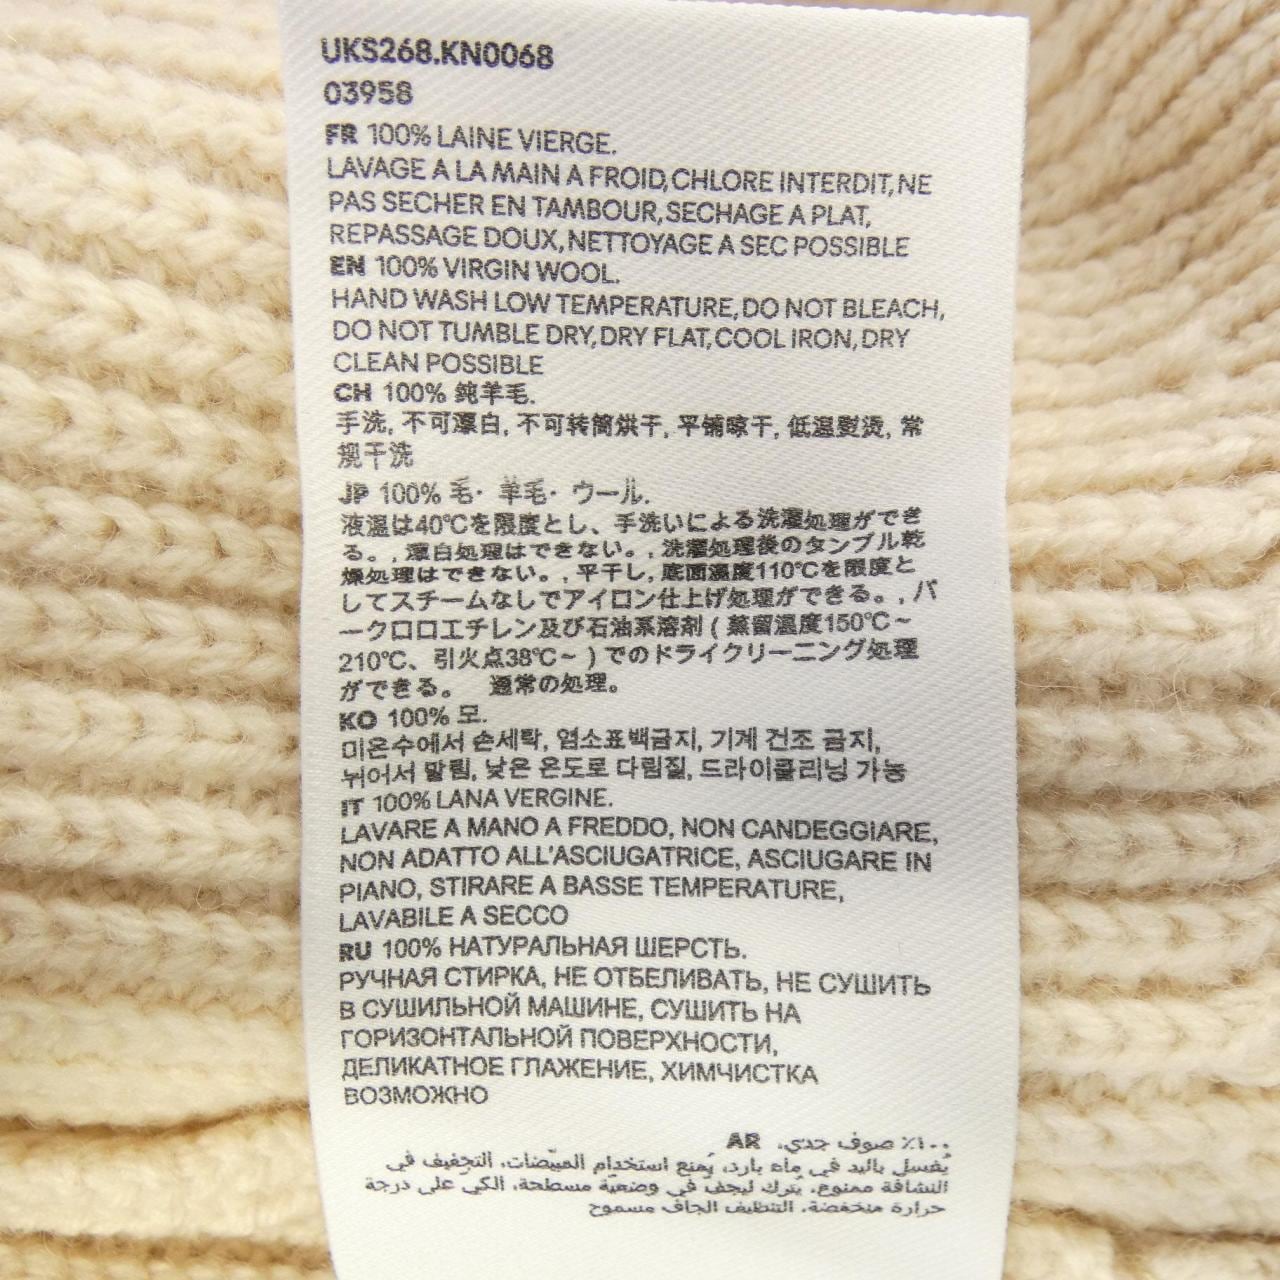 UKS268.KN0068
03958
FR 100% LAINE VIERGE.
LAVAGE A LA MAIN A FROID, CHLORE INTERDIT, NE
PAS SECHER EN TAMBOUR, SECHAGE A PLAT,
REPASSAGE DOUX, NETTOYAGE A SEC POSSIBLE
EN 100% VIRGIN WOOL.
HAND WASH LOW TEMPERATURE, DO NOT BLEACH,
DO NOT TUMBLE DRY, DRY FLAT, COOL IRON, DRY
CLEAN POSSIBLE
CH 100% 纯羊毛.
手洗, 不可漂白, 不可转筒烘干, 平铺晾干, 低温熨烫, 常
规干洗
JP 100% 毛・羊毛・ウール.
液温は40℃を限度とし、手洗いによる洗濯処理ができ
る。, 漂白処理はできない。, 洗濯処理後のタンブル乾
燥処理はできない。, 平干し, 底面温度110℃を限度と
してスチームなしでアイロン仕上げ処理ができる。, パ
ークロロエチレン及び石油系溶剤 ( 蒸留温度150℃～
210℃、引火点38℃～ ) でのドライクリーニング処理
ができる。 通常の処理。
KO 100% 모.
미온수에서 손세탁, 염소표백금지, 기계 건조 금지,
뉘어서 말림, 낮은 온도로 다림질, 드라이클리닝 가능
IT 100% LANA VERGINE.
LAVARE A MANO A FREDDO, NON CANDEGGIARE,
NON ADATTO ALL'ASCIUGATRICE, ASCIUGARE IN
PIANO, STIRARE A BASSE TEMPERATURE,
LAVABILE A SECCO
RU 100% НАТУРАЛЬНАЯ ШЕРСТЬ.
РУЧНАЯ СТИРКА, НЕ ОТБЕЛИВАТЬ, НЕ СУШИТЬ
В СУШИЛЬНОЙ МАШИНЕ, СУШИТЬ НА
ГОРИЗОНТАЛЬНОЙ ПОВЕРХНОСТИ,
ДЕЛИКАТНОЕ ГЛАЖЕНИЕ, ХИМЧИСТКА
ВОЗМОЖНО
١٠٠٪ صوف جدي. AR
يُغسل باليد في ماء بارد، يُمنع استخدام المبيّضات، التجفيف في
النشافة ممنوع، يُترك ليجف في وضعيّة مسطحة، الكي على درجة
حرارة منخفضة، التنظيف الجاف مسموح